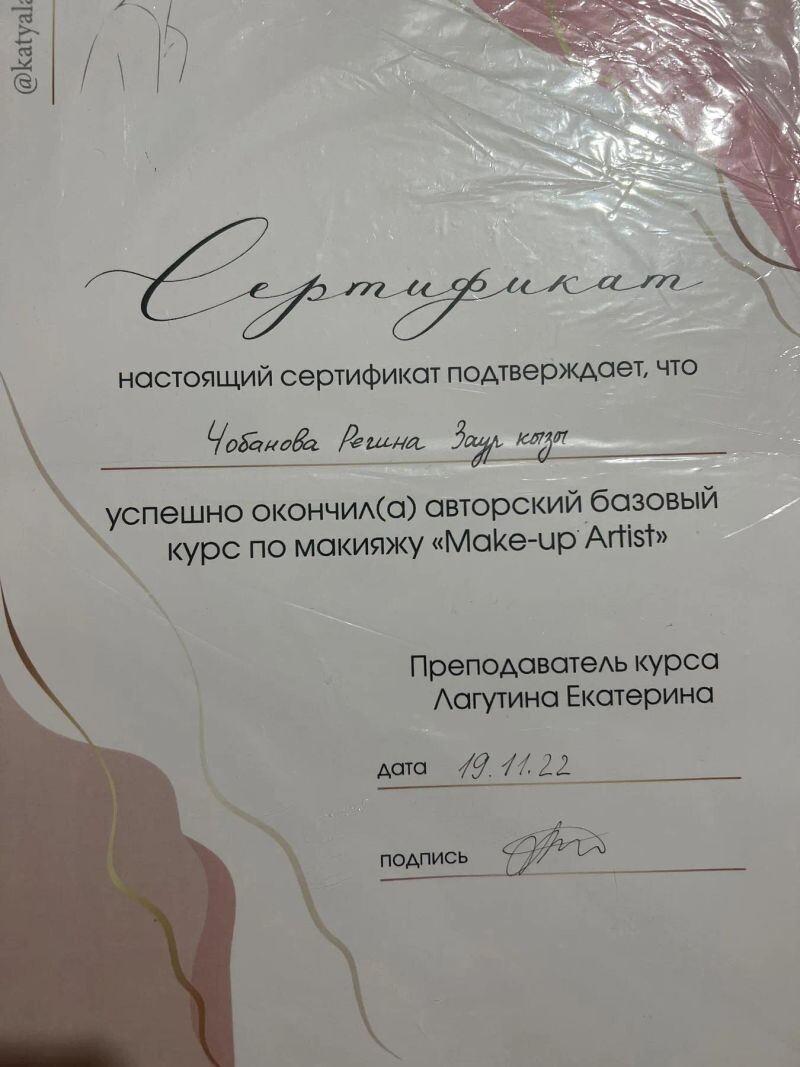 @katyala
Сертификат
настоящий сертификат подтверждает, что
Чобанова Регина Заур кызы
успешно окончил(а) авторский базовый
курс по макияжу «Make-up Artist»
Преподаватель курса
Лагутина Екатерина
дата 19.11.22
подпись